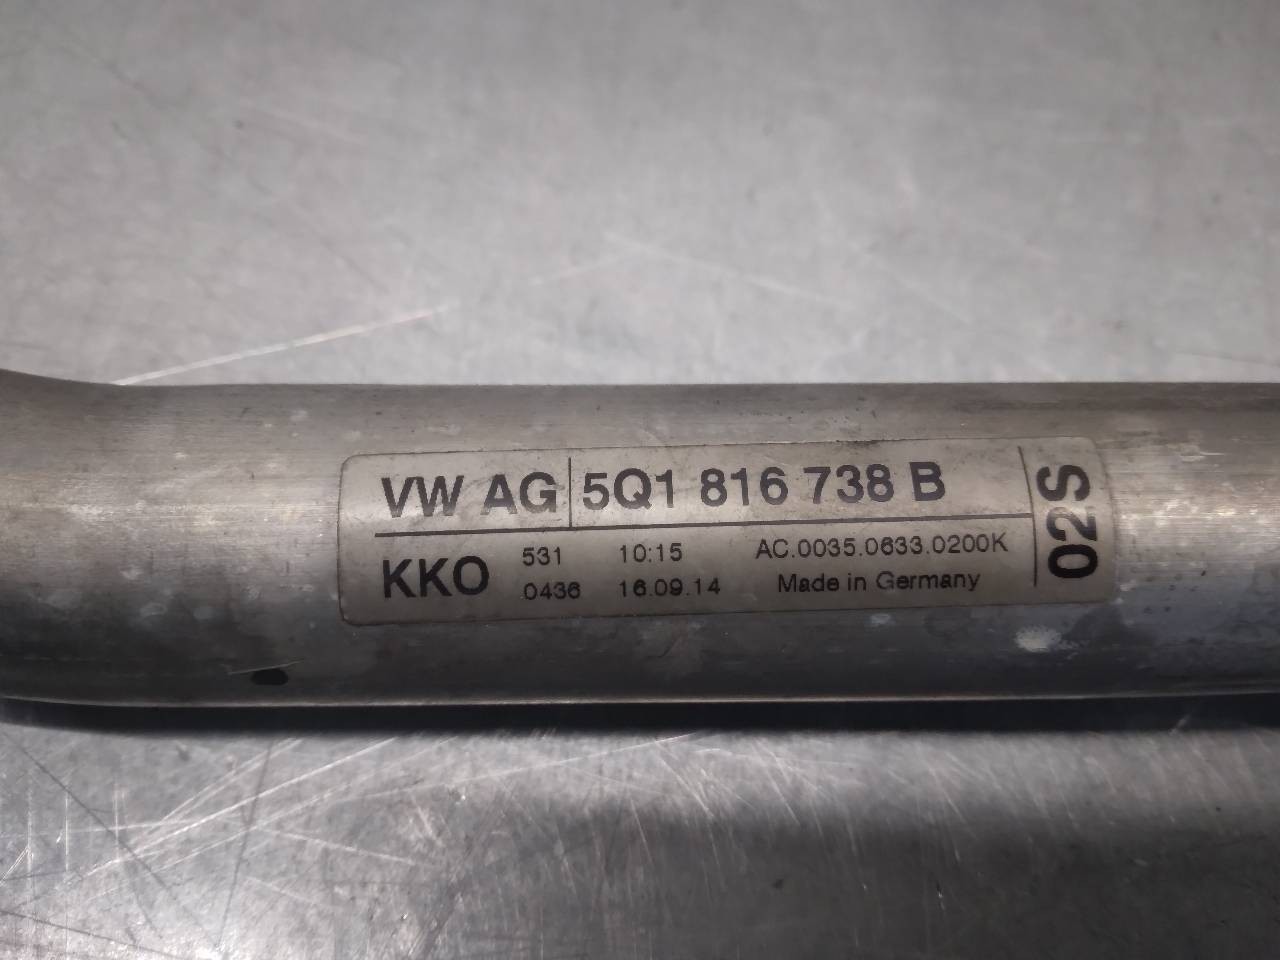 VW AG 5Q1 816 738 B
KKO 531 10:15 AC.0035.0633.0200K
0436 16.09.14 Made in Germany
02S